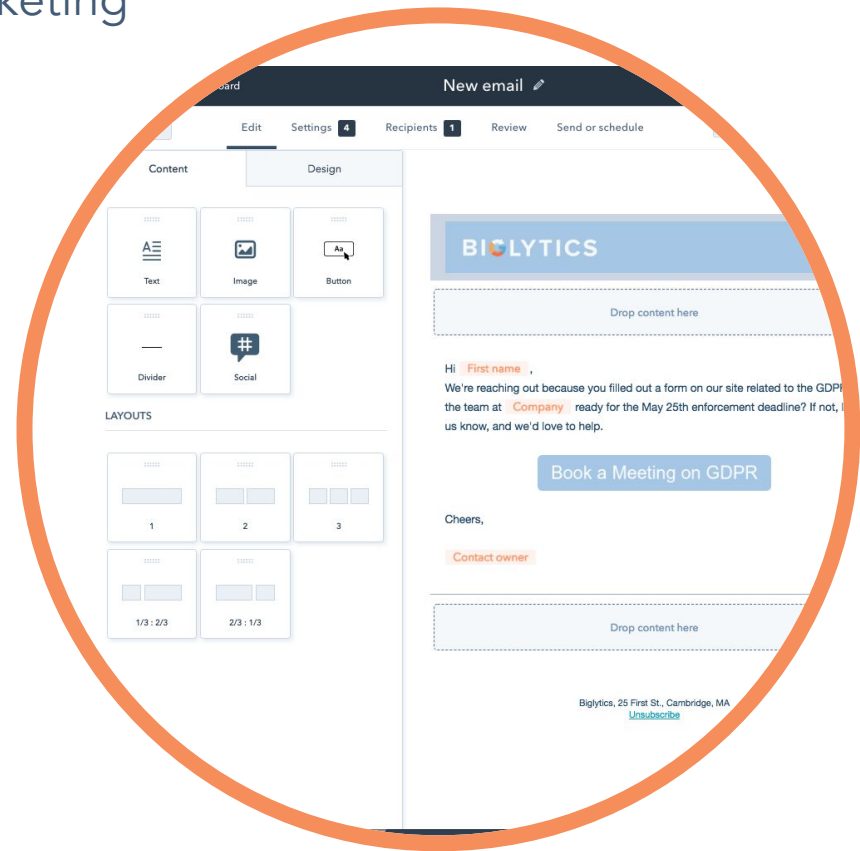 keting
oard
New email
Edit Settings 4 Recipients 1 Review Send or schedule
Content Design
Text Image Button
Aa
Divider Social
LAYOUTS
1 2 3
1/3 : 2/3 2/3 : 1/3
BIGLYTICS
Drop content here
Hi First name ,
We're reaching out because you filled out a form on our site related to the GDP
the team at Company ready for the May 25th enforcement deadline? If not,
us know, and we'd love to help.
Book a Meeting on GDPR
Cheers,
Contact owner
Drop content here
Biglytics, 25 First St., Cambridge, MA
Unsubscribe